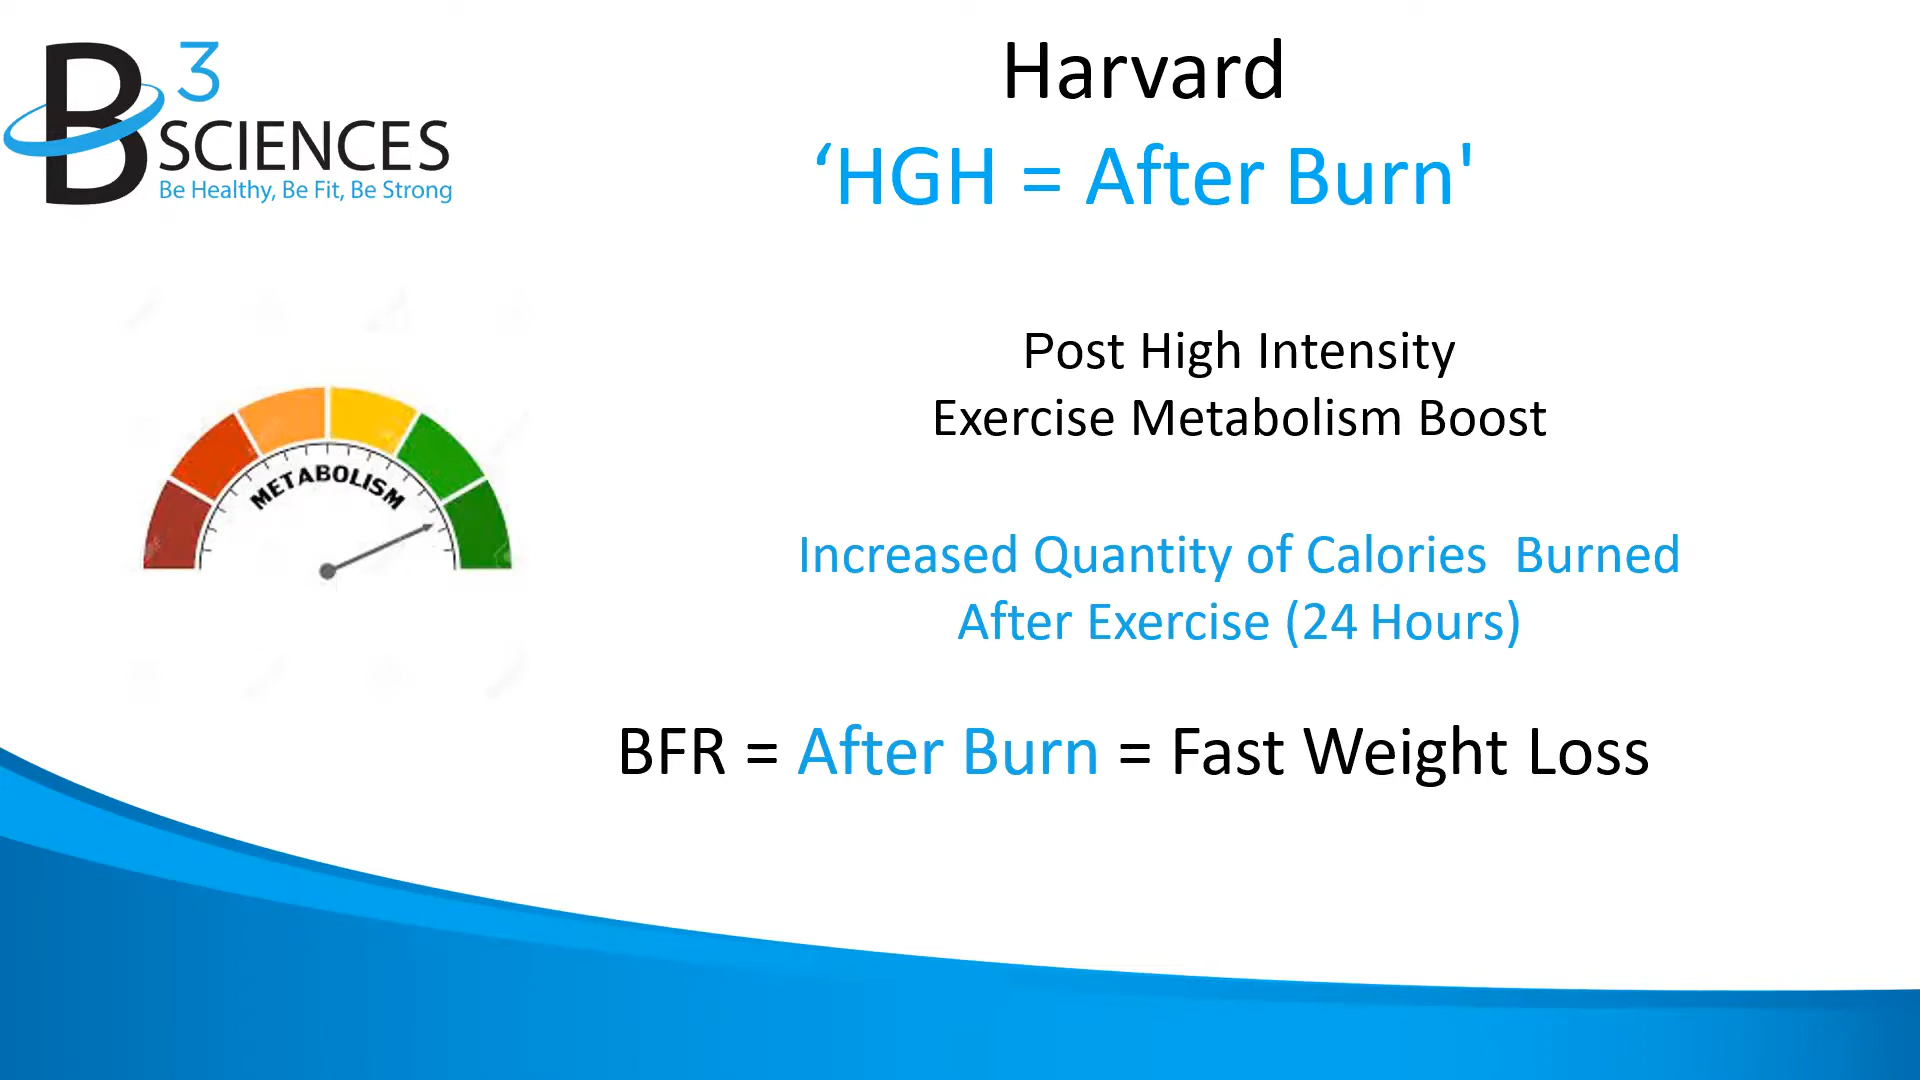 B3
SCIENCES
Be Healthy, Be Fit, Be Strong
Harvard
‘HGH = After Burn'
Post High Intensity
Exercise Metabolism Boost
METABOLISM
Increased Quantity of Calories  Burned
After Exercise (24 Hours)
BFR = After Burn = Fast Weight Loss